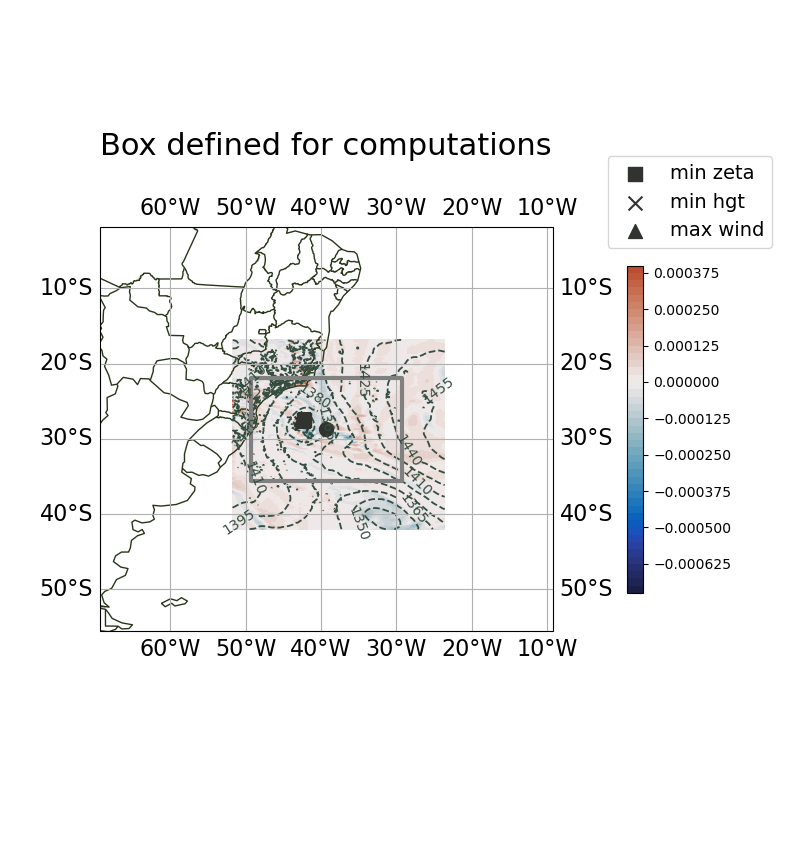 Box defined for computations
min zeta
min hgt
max wind
60°W 50°W 40°W 30°W 20°W 10°W
10°S 10°S
20°S 20°S
30°S 30°S
40°S 40°S
50°S 50°S
60°W 50°W 40°W 30°W 20°W 10°W
1425
1455
1380
1440
1410
1395
1365
1350
0.000375
0.000250
0.000125
0.000000
−0.000125
−0.000250
−0.000375
−0.000500
−0.000625